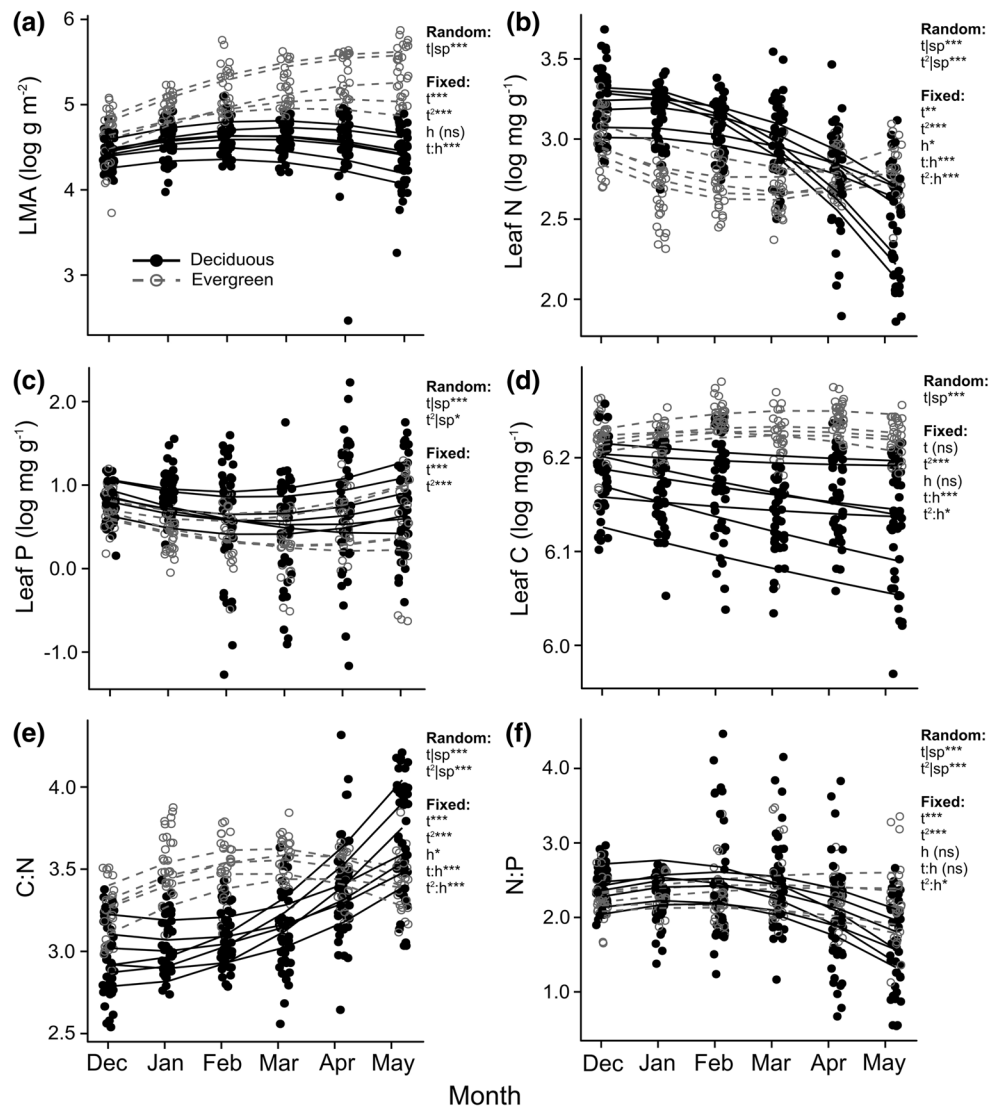 (a)
LMA (log g m-2)
6
5
4
3
Deciduous
Evergreen
Random:
t|sp***
Fixed:
t***
t2***
h (ns)
t:h***
(b)
Leaf N (log mg g-1)
3.5
3.0
2.5
2.0
Random:
t|sp***
t2|sp***
Fixed:
t**
t2***
h*
t:h***
t2:h***
(c)
Leaf P (log mg g-1)
2.0
1.0
0.0
-1.0
Random:
t|sp***
t2|sp*
Fixed:
t***
t2***
(d)
Leaf C (log mg g-1)
6.2
6.1
6.0
Random:
t|sp***
Fixed:
t (ns)
t2***
h (ns)
t:h***
t2:h*
(e)
C:N
4.0
3.5
3.0
2.5
Dec Jan Feb Mar Apr May
Random:
t|sp***
t2|sp***
Fixed:
t***
t2***
h*
t:h***
t2:h***
(f)
N:P
4.0
3.0
2.0
1.0
Dec Jan Feb Mar Apr May
Random:
t|sp***
t2|sp***
Fixed:
t***
t2***
h (ns)
t:h (ns)
t2:h*
Month